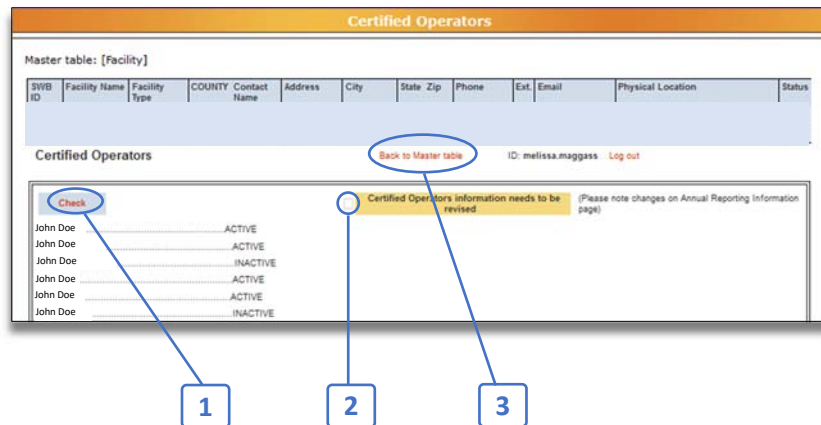 Certified Operators
Master table: [Facility]
SWB ID Facility Name Facility Type COUNTY Contact Name Address City State Zip Phone Ext. Email Physical Location Status
Certified Operators Back to Master table ID: melissa.maggass Log out
Check Certified Operators information needs to be revised (Please note changes on Annual Reporting Information page)
John Doe ACTIVE
John Doe ACTIVE
John Doe INACTIVE
John Doe ACTIVE
John Doe ACTIVE
John Doe INACTIVE
1 2 3